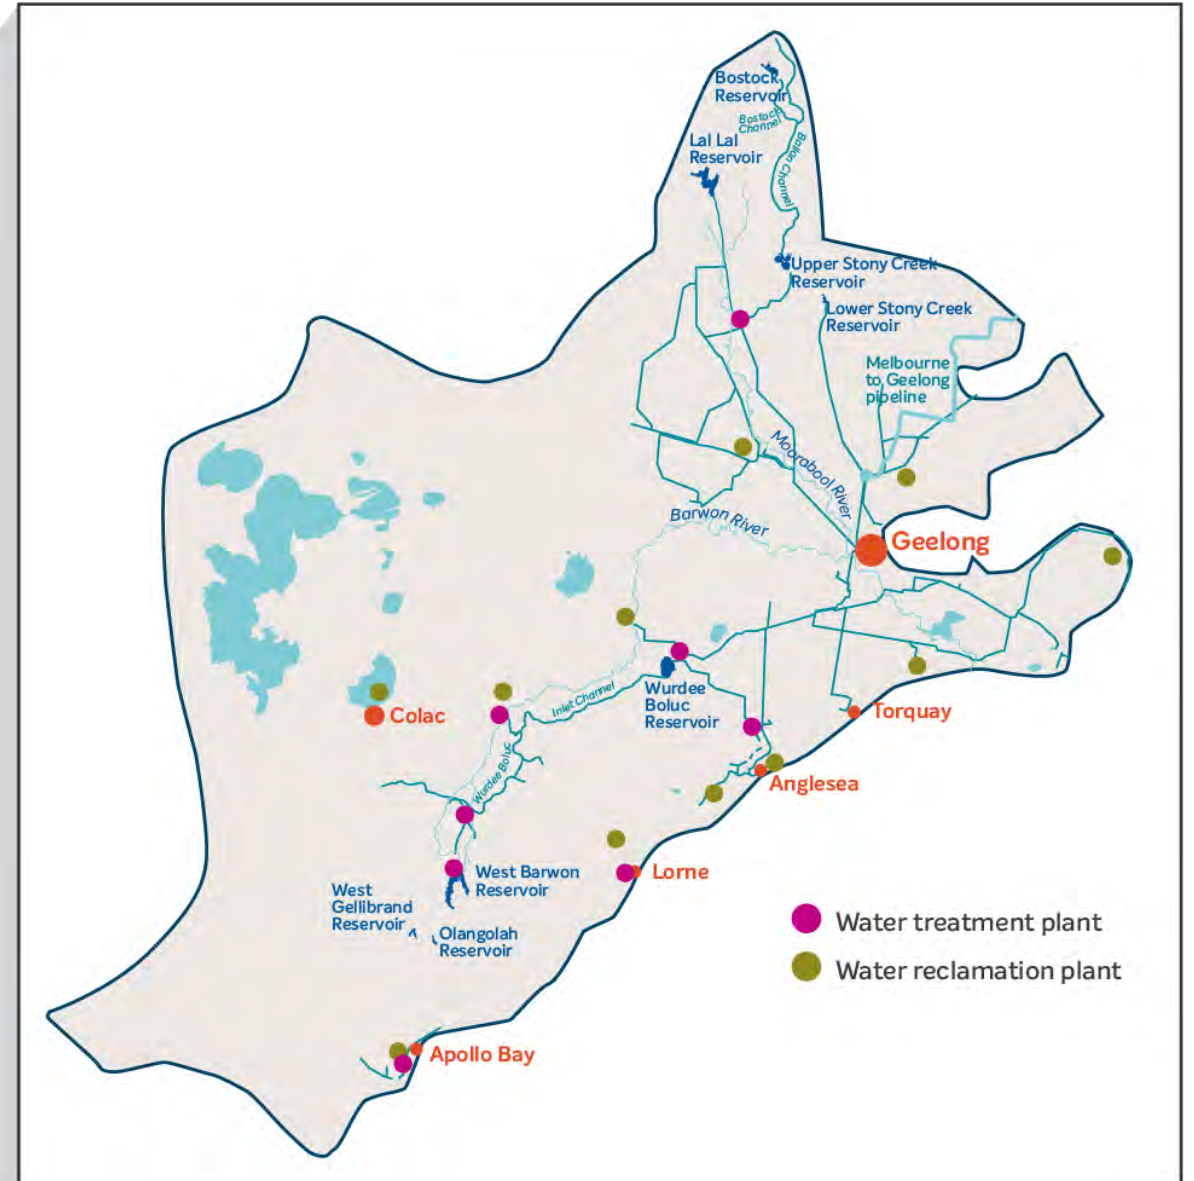 Bostock
Reservoir
Bostock
Channel
Ballan Channel
Lal Lal
Reservoir
Upper Stony Creek
Reservoir
Lower Stony Creek
Reservoir
Melbourne
to Geelong
pipeline
Moorabool River
Barwon River
Geelong
Inlet Channel
Wurdee
Boluc
Reservoir
Colac
Torquay
Wurdee Boluc
Anglesea
West Barwon
Reservoir
Lorne
West
Gellibrand
Reservoir
Olangolah
Reservoir
Water treatment plant
Water reclamation plant
Apollo Bay